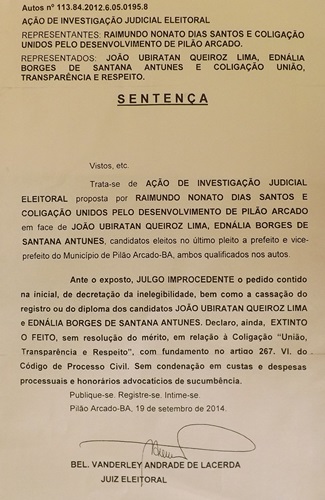 Autos nº 113.84.2012.6.05.0195.8
AÇÃO DE INVESTIGAÇÃO JUDICIAL ELEITORAL
REPRESENTANTES: RAIMUNDO NONATO DIAS SANTOS E COLIGAÇÃO
UNIDOS PELO DESENVOLVIMENTO DE PILÃO ARCADO.
REPRESENTADOS: JOÃO UBIRATAN QUEIROZ LIMA, EDNÁLIA
BORGES DE SANTANA ANTUNES E COLIGAÇÃO UNIÃO,
TRANSPARÊNCIA E RESPEITO.
SENTENÇA
Vistos, etc.
Trata-se de AÇÃO DE INVESTIGAÇÃO JUDICIAL
ELEITORAL proposta por RAIMUNDO NONATO DIAS SANTOS E
COLIGAÇÃO UNIDOS PELO DESENVOLVIMENTO DE PILÃO ARCADO
em face de JOÃO UBIRATAN QUEIROZ LIMA, EDNÁLIA BORGES DE
SANTANA ANTUNES, candidatos eleitos no último pleito a prefeito e vice-
prefeito do Município de Pilão Arcado-BA, ambos qualificados nos autos.
Ante o exposto, JULGO IMPROCEDENTE o pedido contido
na inicial, de decretação da inelegibilidade, bem como a cassação do
registro ou do diploma dos candidatos JOÃO UBIRATAN QUEIROZ LIMA
e EDNÁLIA BORGES DE SANTANA ANTUNES. Declaro, ainda, EXTINTO
O FEITO, sem resolução do mérito, em relação à Coligação "União,
Transparência e Respeito", com fundamento no artigo 267. VI. do
Código de Processo Civil. Sem condenação em custas e despesas
processuais e honorários advocatícios de sucumbência.
Publique-se. Registre-se. Intime-se.
Pilão Arcado-BA, 19 de setembro de 2014.
BEL. VANDERLEY ANDRADE DE LACERDA
JUIZ ELEITORAL